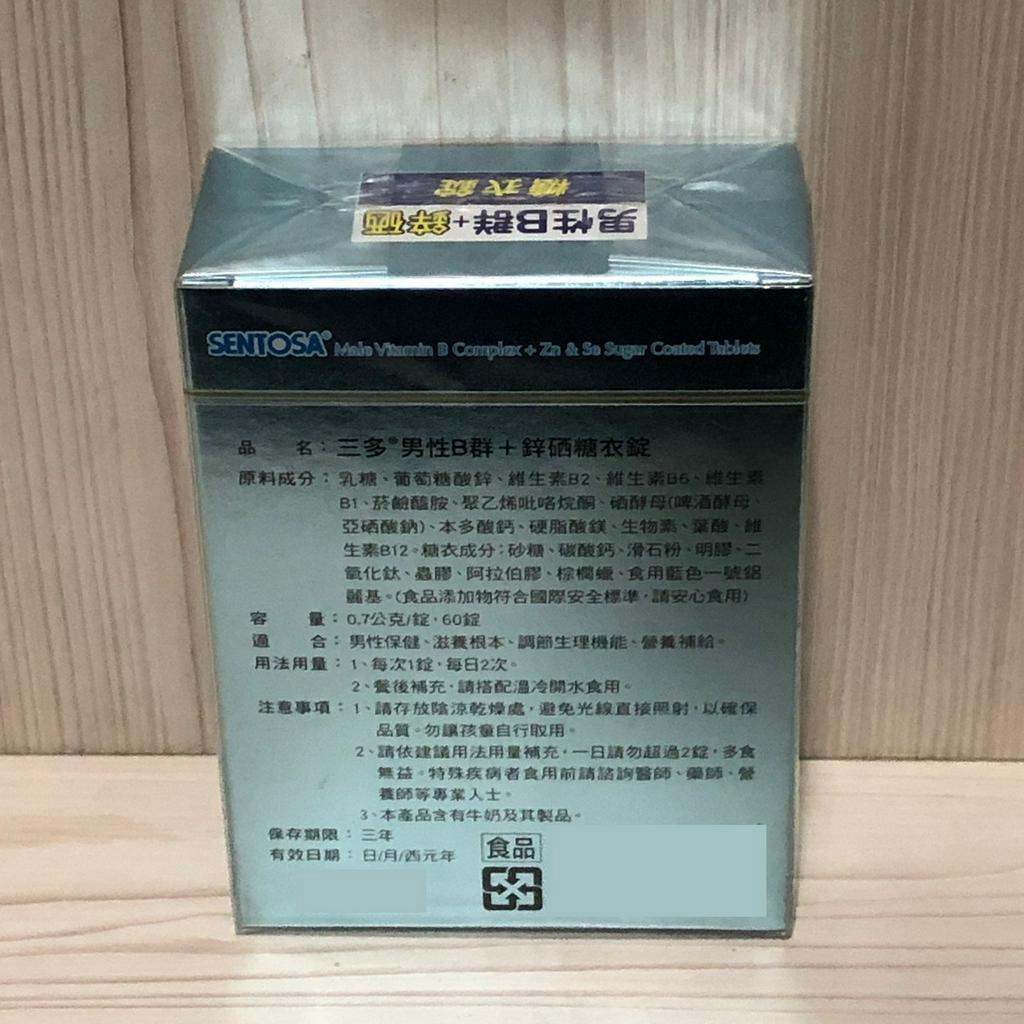 男性B群+鋅硒
糖衣錠
SENTOSA® Male Vitamin B Complex + Zn & Se Sugar Coated Tablets
品 名：三多®男性B群＋鋅硒糖衣錠
原料成分：乳糖、葡萄糖酸鋅、維生素B2、維生素B6、維生素
B1、菸鹼醯胺、聚乙烯吡咯烷酮、硒酵母(啤酒酵母、
亞硒酸鈉)、本多酸鈣、硬脂酸鎂、生物素、葉酸、維
生素B12。糖衣成分：砂糖、碳酸鈣、滑石粉、明膠、二
氧化鈦、蟲膠、阿拉伯膠、棕櫚蠟、食用藍色一號鋁
麗基。(食品添加物符合國際安全標準，請安心食用)
容 量：0.7公克/錠，60錠
適 合：男性保健、滋養根本、調節生理機能、營養補給。
用法用量：1、每次1錠，每日2次。
2、餐後補充，請搭配溫冷開水食用。
注意事項：1、請存放陰涼乾燥處，避免光線直接照射，以確保
品質。勿讓孩童自行取用。
2、請依建議用法用量補充，一日請勿超過2錠，多食
無益。特殊疾病者食用前請諮詢醫師、藥師、營
養師等專業人士。
3、本產品含有牛奶及其製品。
保存期限：三年
有效日期：日/月/西元年
食品